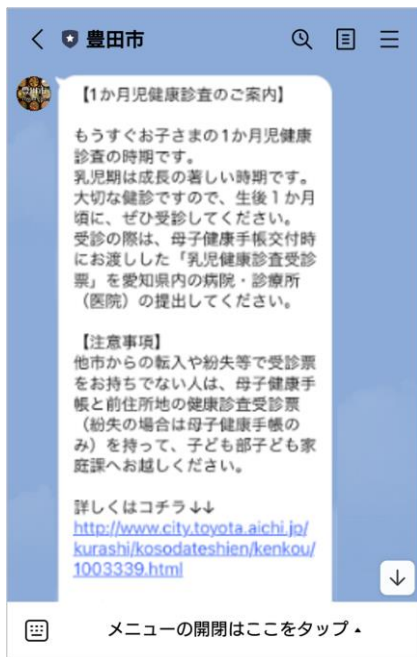 豊田市
【1か月児健康診査のご案内】
もうすぐお子さまの1か月児健康
診査の時期です。
乳児期は成長の著しい時期です。
大切な健診ですので、生後1か月
頃に、ぜひ受診してください。
受診の際は、母子健康手帳交付時
にお渡しした「乳児健康診査受診
票」を愛知県内の病院・診療所
（医院）の提出してください。
【注意事項】
他市からの転入や紛失等で受診票
をお持ちでない人は、母子健康手
帳と前住所地の健康診査受診票
（紛失の場合は母子健康手帳の
み）を持って、子ども部子ども家
庭課へお越しください。
詳しくはコチラ↓↓
http://www.city.toyota.aichi.jp/
kurashi/kosodateshien/kenkou/
1003339.html
メニューの開閉はここをタップ▲